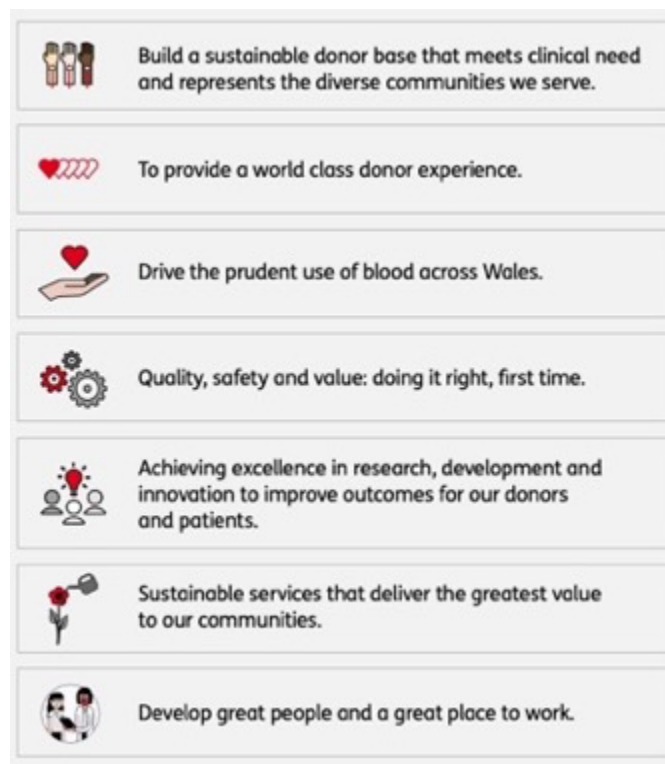 Build a sustainable donor base that meets clinical need
and represents the diverse communities we serve.
To provide a world class donor experience.
Drive the prudent use of blood across Wales.
Quality, safety and value: doing it right, first time.
Achieving excellence in research, development and
innovation to improve outcomes for our donors
and patients.
Sustainable services that deliver the greatest value
to our communities.
Develop great people and a great place to work.